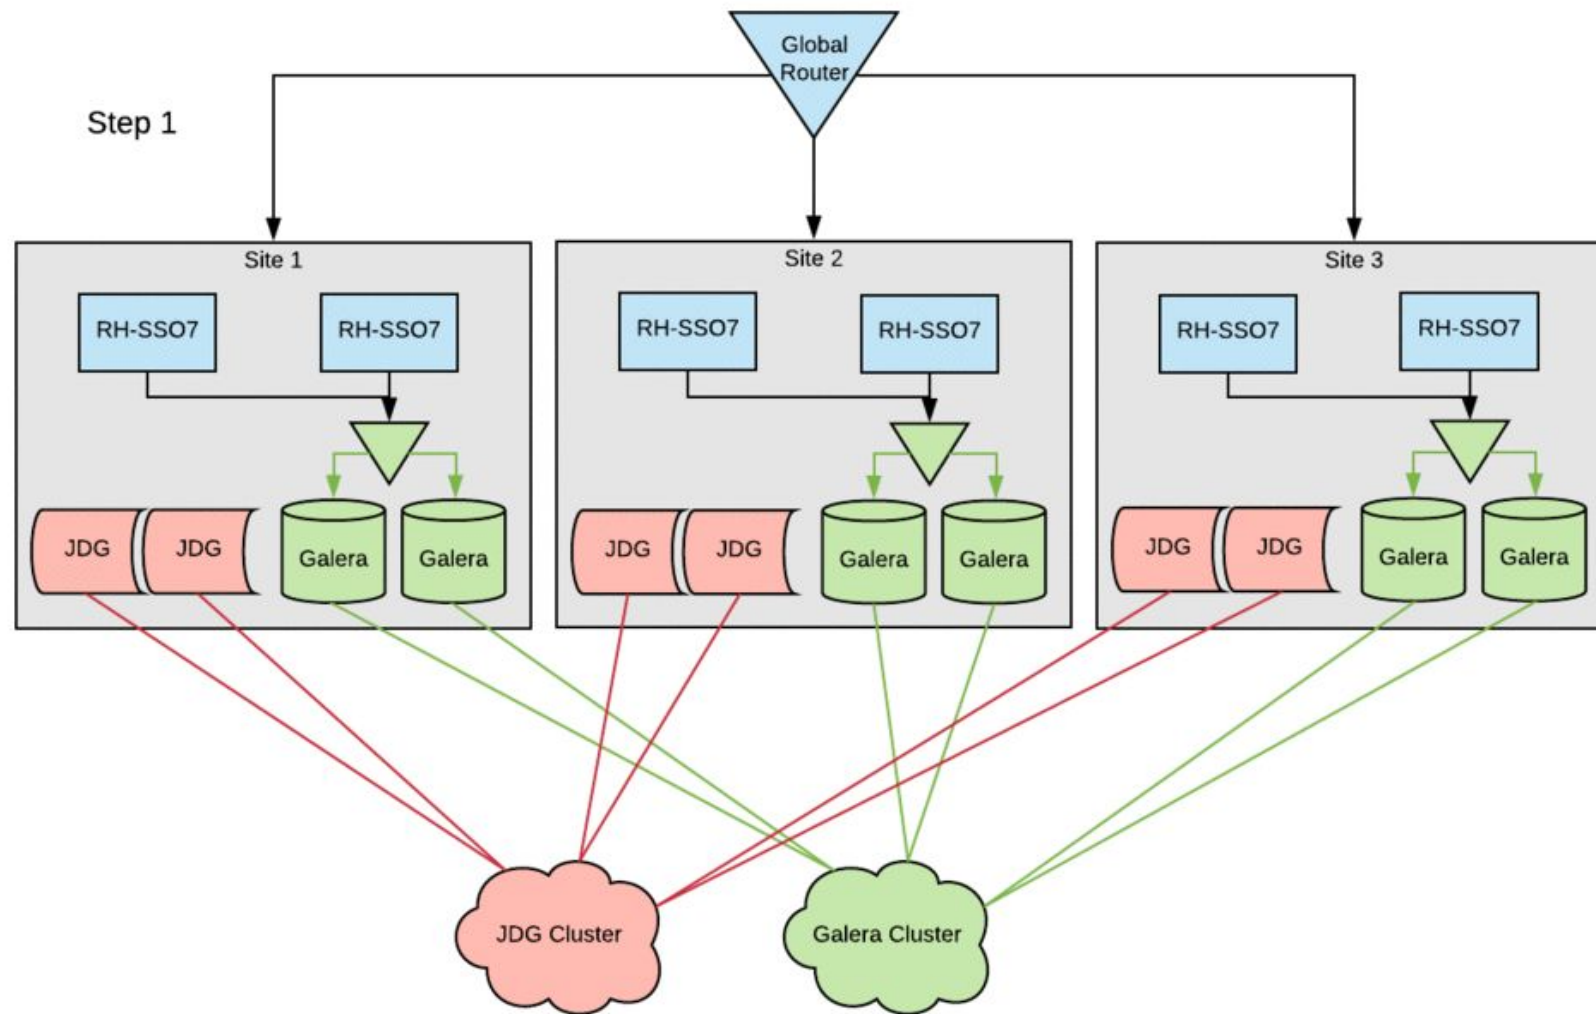 Global
Router
Step 1
Site 1
Site 2
Site 3
RH-SSO7
RH-SSO7
RH-SSO7
RH-SSO7
RH-SSO7
RH-SSO7
JDG
JDG
Galera
Galera
JDG
JDG
Galera
Galera
JDG
JDG
Galera
Galera
JDG Cluster
Galera Cluster